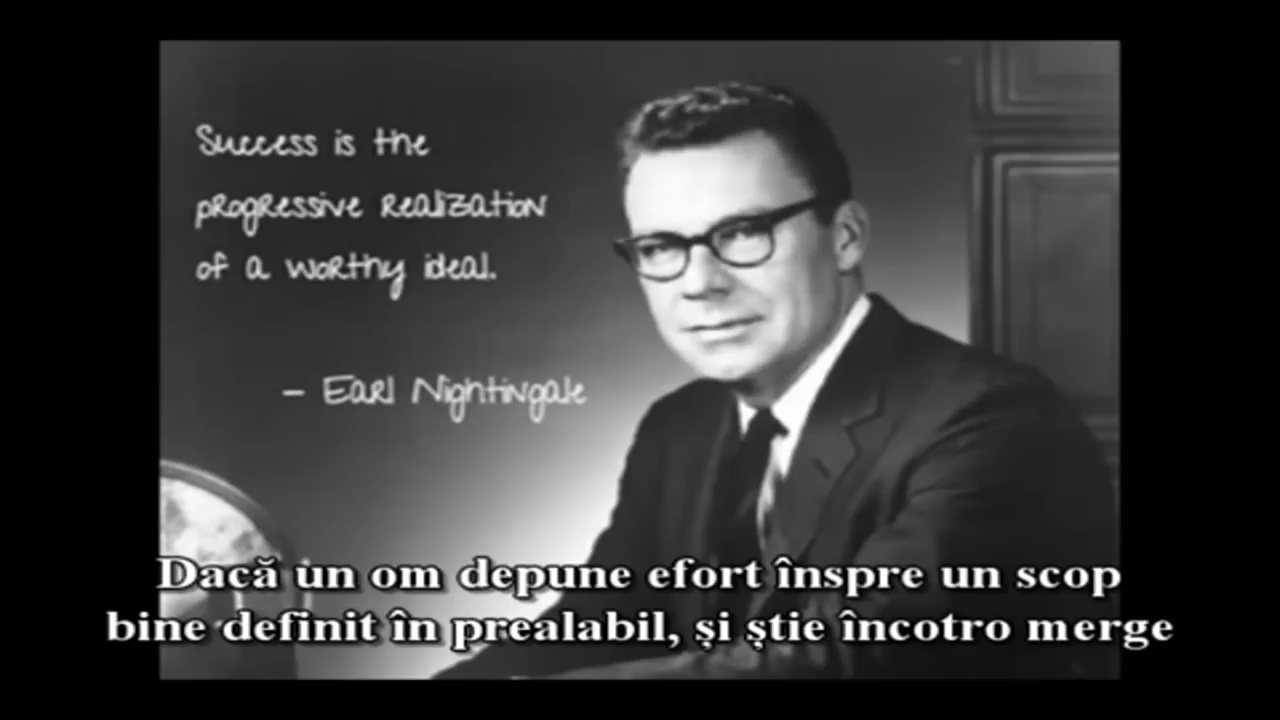 Success is the
progressive realization
of a worthy ideal.
– Earl Nightingale
Dacă un om depune efort înspre un scop
bine definit în prealabil, și știe încotro merge